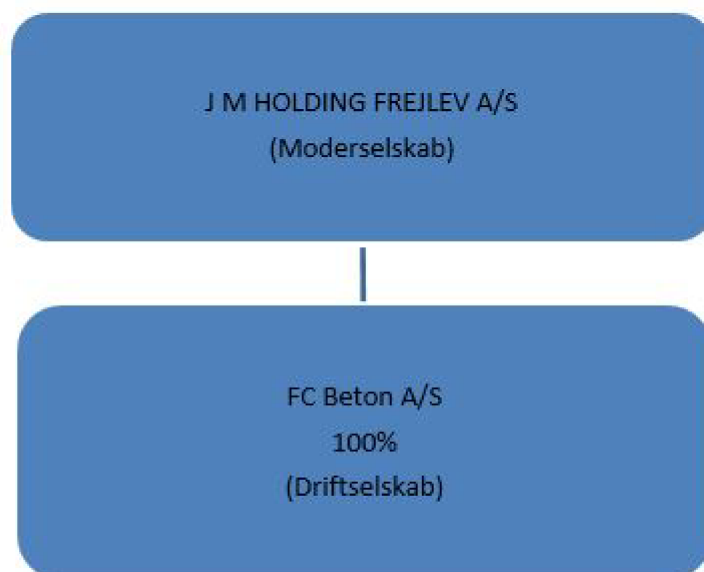 J M HOLDING FREJLEV A/S
(Moderselskab)
FC Beton A/S
100%
(Driftselskab)